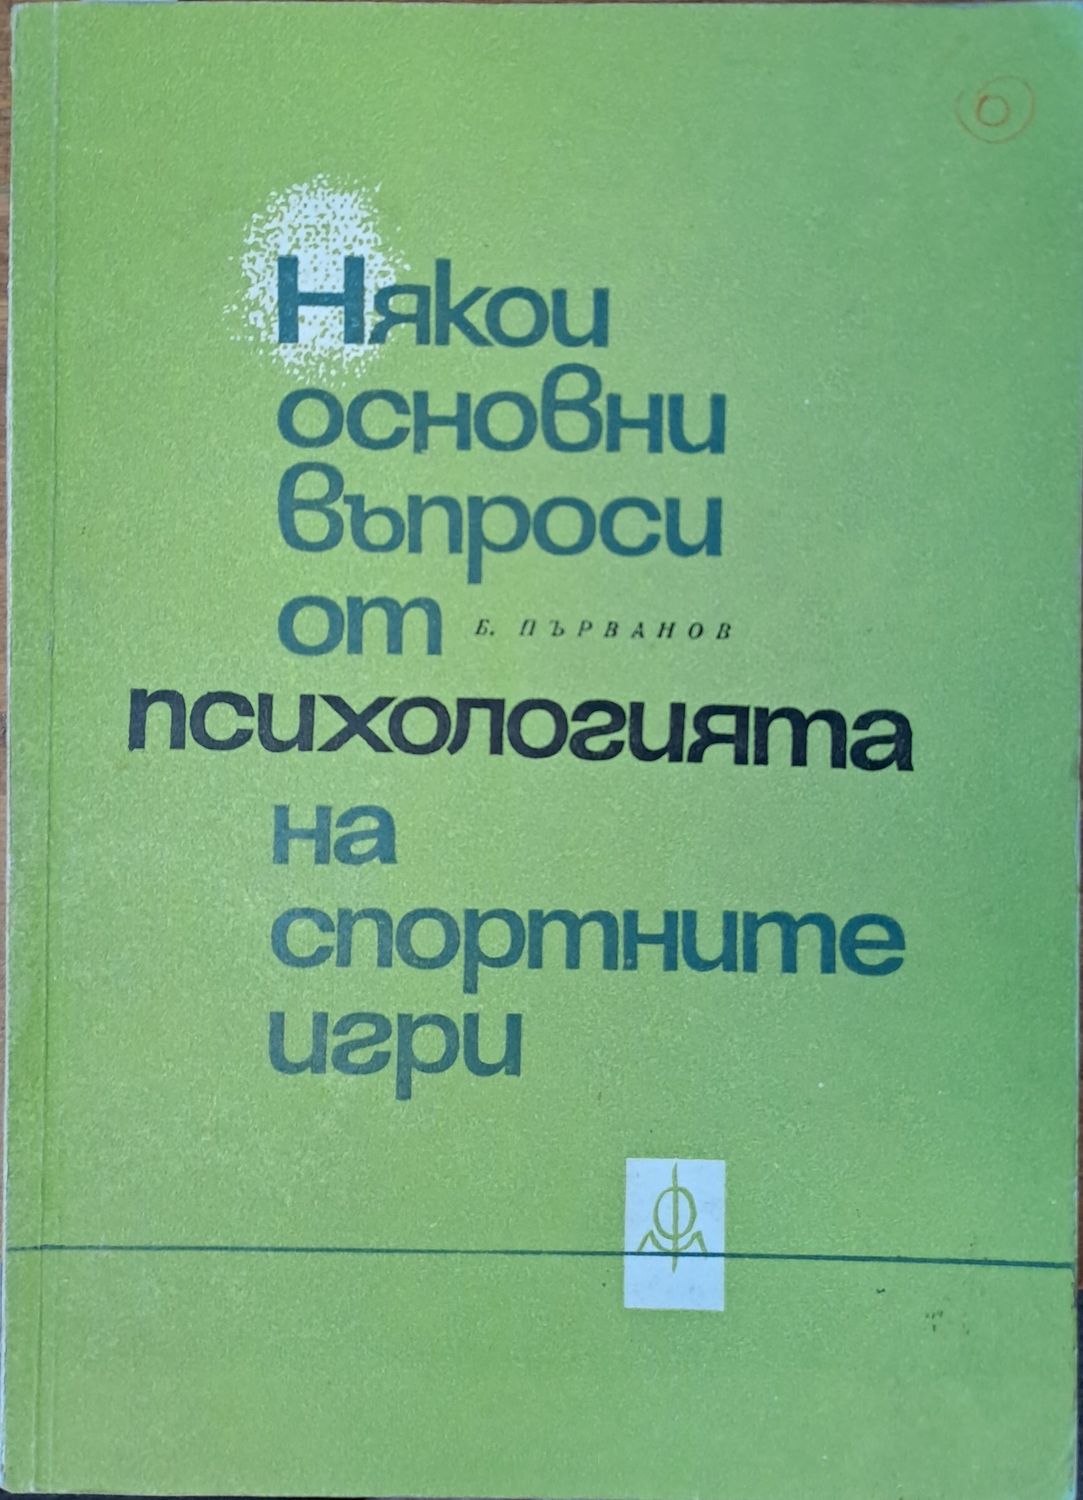 Някои
основни
въпроси
от
Б. ПЪРВАНОВ
психологията
на
спортните
игри